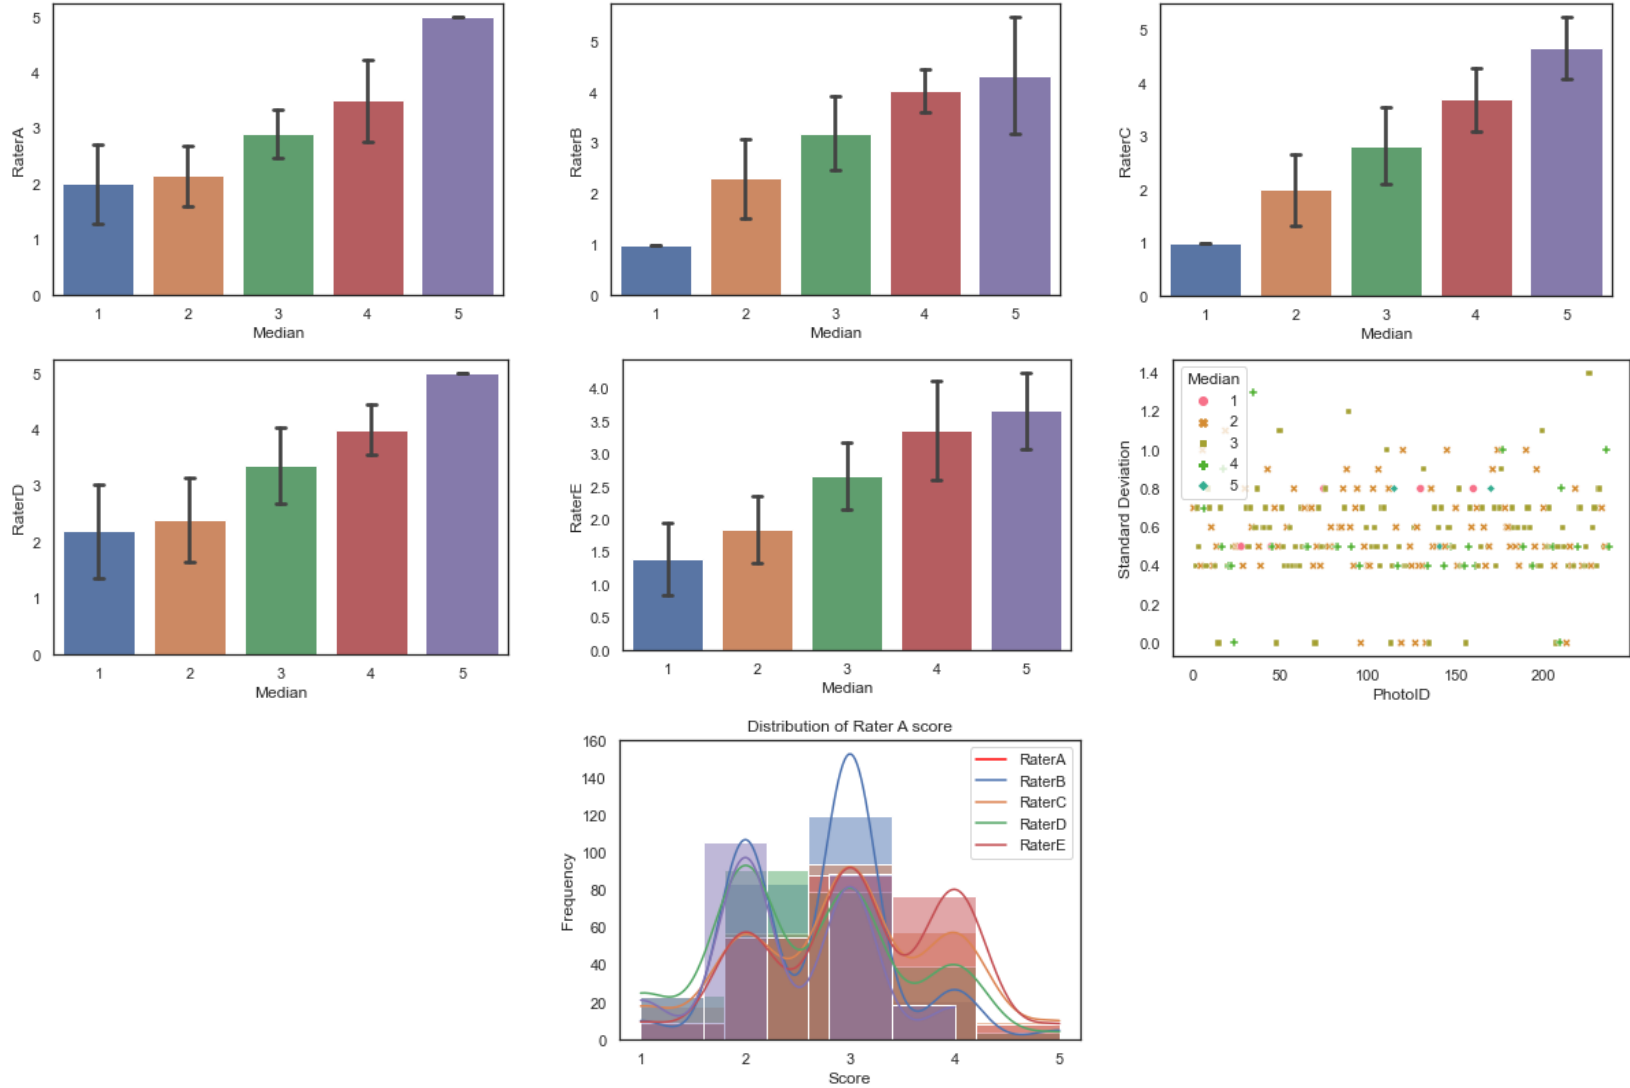 RaterA
5
4
3
2
1
0
1 2 3 4 5
Median
RaterB
5
4
3
2
1
0
1 2 3 4 5
Median
RaterC
5
4
3
2
1
0
1 2 3 4 5
Median
RaterD
5
4
3
2
1
0
1 2 3 4 5
Median
RaterE
4.0
3.5
3.0
2.5
2.0
1.5
1.0
0.5
0.0
1 2 3 4 5
Median
Standard Deviation
1.4
1.2
1.0
0.8
0.6
0.4
0.2
0.0
Median
1
2
3
4
5
0 50 100 150 200
PhotoID
Distribution of Rater A score
Frequency
160
140
120
100
80
60
40
20
0
RaterA
RaterB
RaterC
RaterD
RaterE
1 2 3 4 5
Score